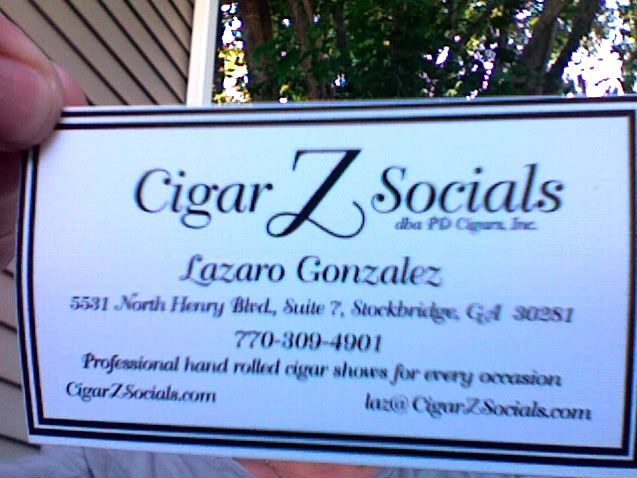 Cigar Z Socials
dba PD Cigars, Inc.
Lazaro Gonzalez
5531 North Henry Blvd., Suite 7, Stockbridge, GA 30281
770-309-4901
Professional hand rolled cigar shows for every occasion
CigarZSocials.com
laz@CigarZSocials.com